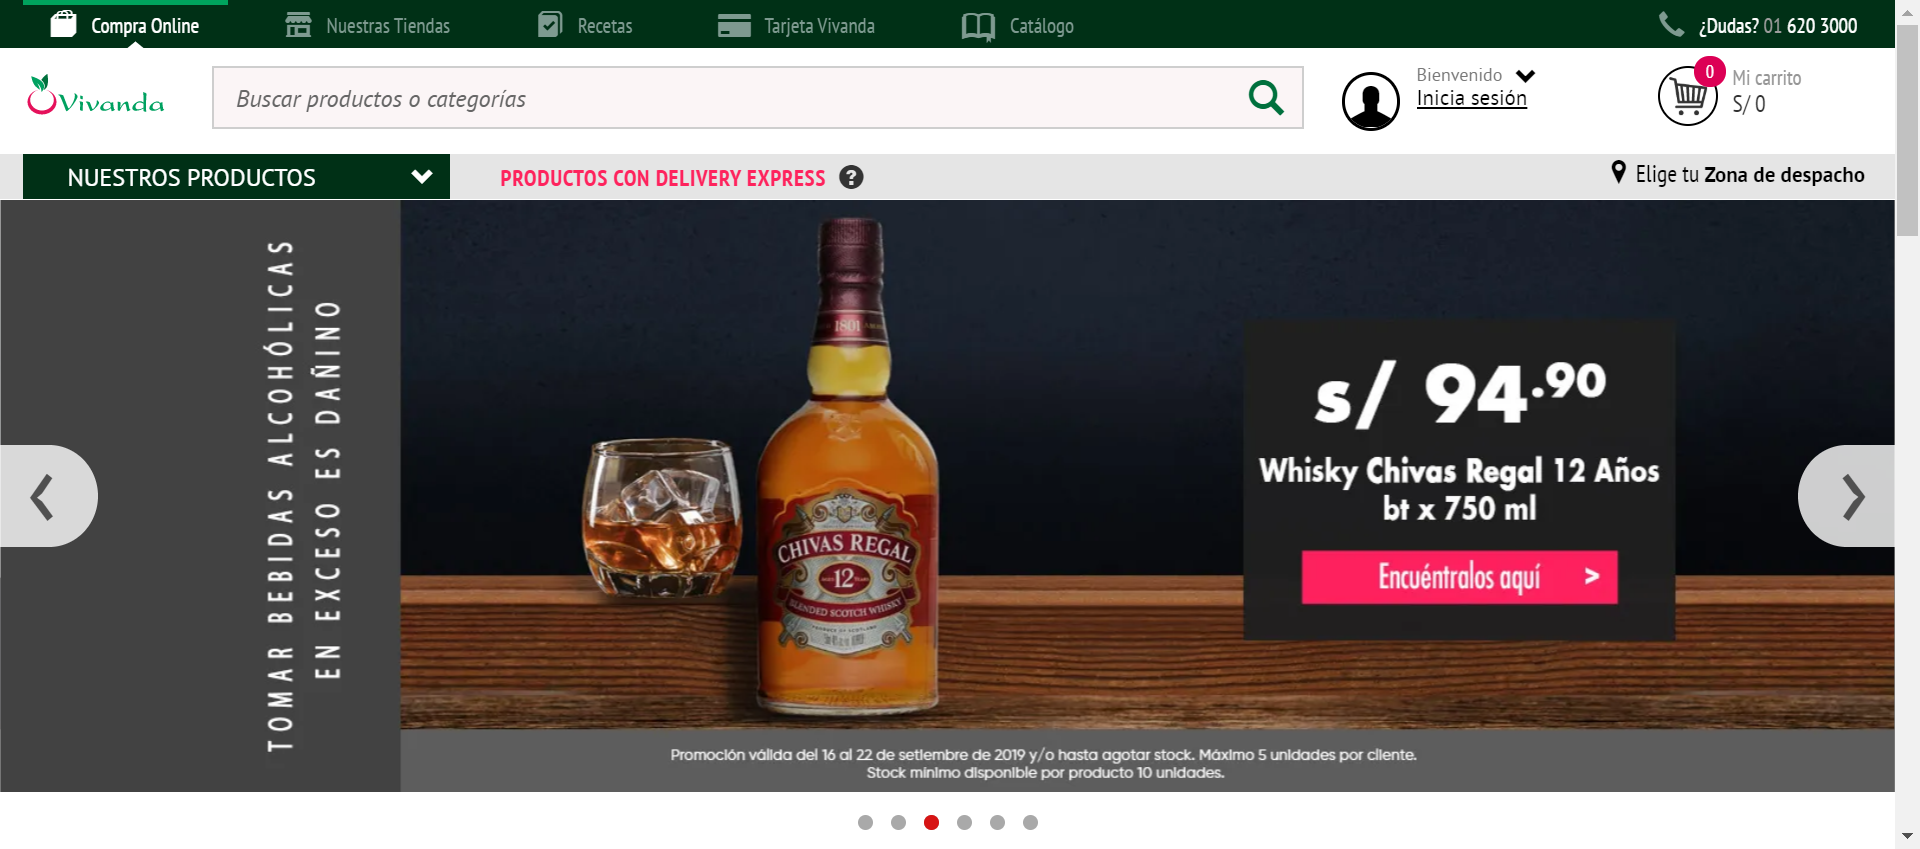 Compra Online
Nuestras Tiendas
Recetas
Tarjeta Vivanda
Catálogo
¿Dudas? 01 620 3000
Vivanda
Buscar productos o categorías
Bienvenido
Inicia sesión
0
Mi carrito
S/ 0
NUESTROS PRODUCTOS
PRODUCTOS CON DELIVERY EXPRESS ?
Elige tu Zona de despacho
TOMAR BEBIDAS ALCOHÓLICAS
EN EXCESO ES DAÑINO
1801
CHIVAS REGAL
AGED 12 YEARS
BLENDED SCOTCH WHISKY
s/ 94.90
Whisky Chivas Regal 12 Años
bt x 750 ml
Encuéntralos aquí >
Promoción válida del 16 al 22 de setiembre de 2019 y/o hasta agotar stock. Máximo 5 unidades por cliente.
Stock mínimo disponible por producto 10 unidades.